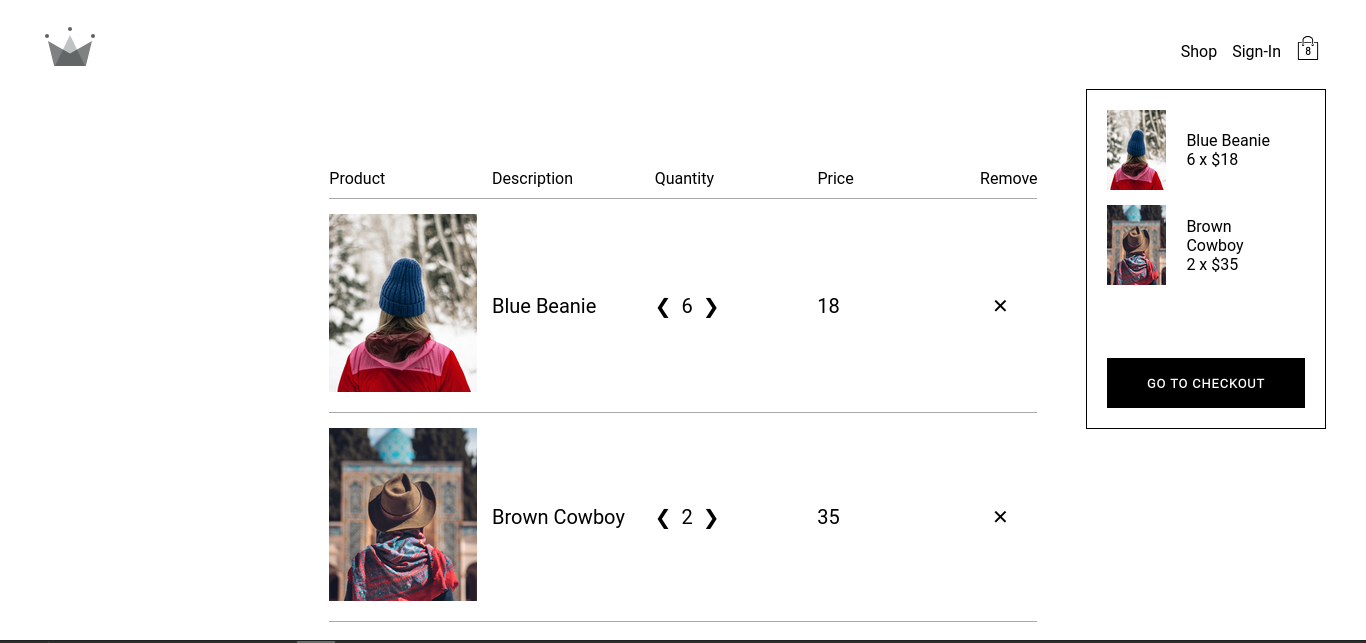 Shop Sign-In 8
Product Description Quantity Price Remove
Blue Beanie ❮ 6 ❯ 18 ✕
Brown Cowboy ❮ 2 ❯ 35 ✕
Blue Beanie
6 x $18
Brown
Cowboy
2 x $35
GO TO CHECKOUT